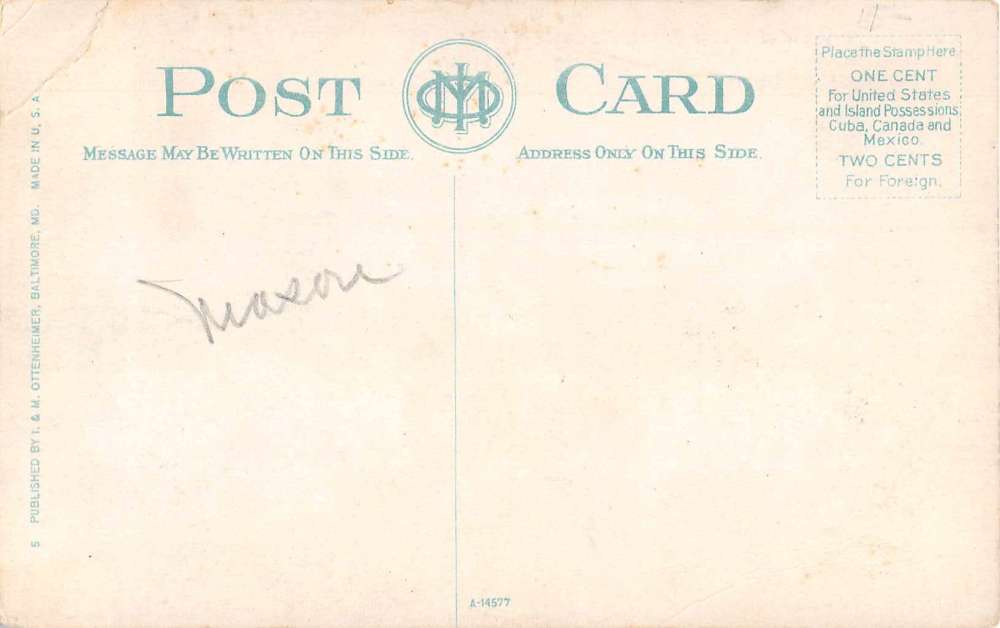 POST CARD
MESSAGE MAY BE WRITTEN ON THIS SIDE.
ADDRESS ONLY ON THIS SIDE.
Place the Stamp Here
ONE CENT
For United States
and Island Possessions
Cuba, Canada and
Mexico.
TWO CENTS
For Foreign.
Mason
5 PUBLISHED BY I. & M. OTTENHEIMER, BALTIMORE, MD. MADE IN U. S. A
A-14577